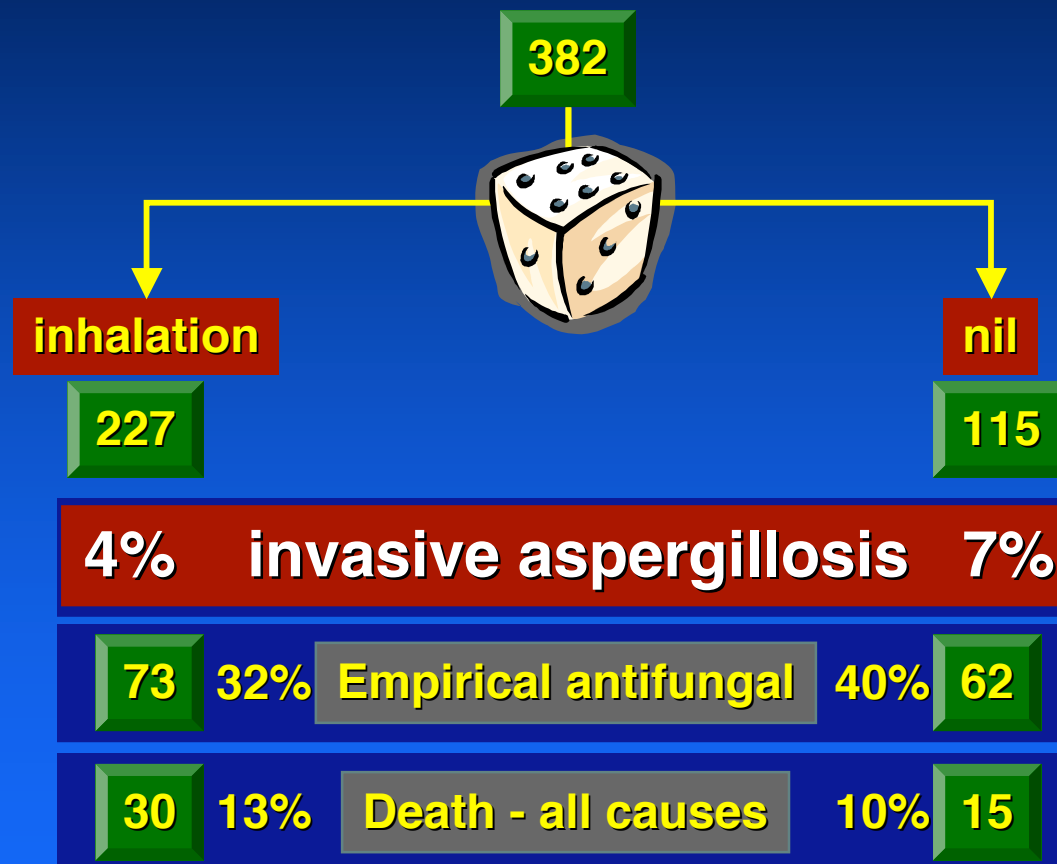 382
inhalation nil
227 115
4% invasive aspergillosis 7%
73 32% Empirical antifungal 40% 62
30 13% Death - all causes 10% 15